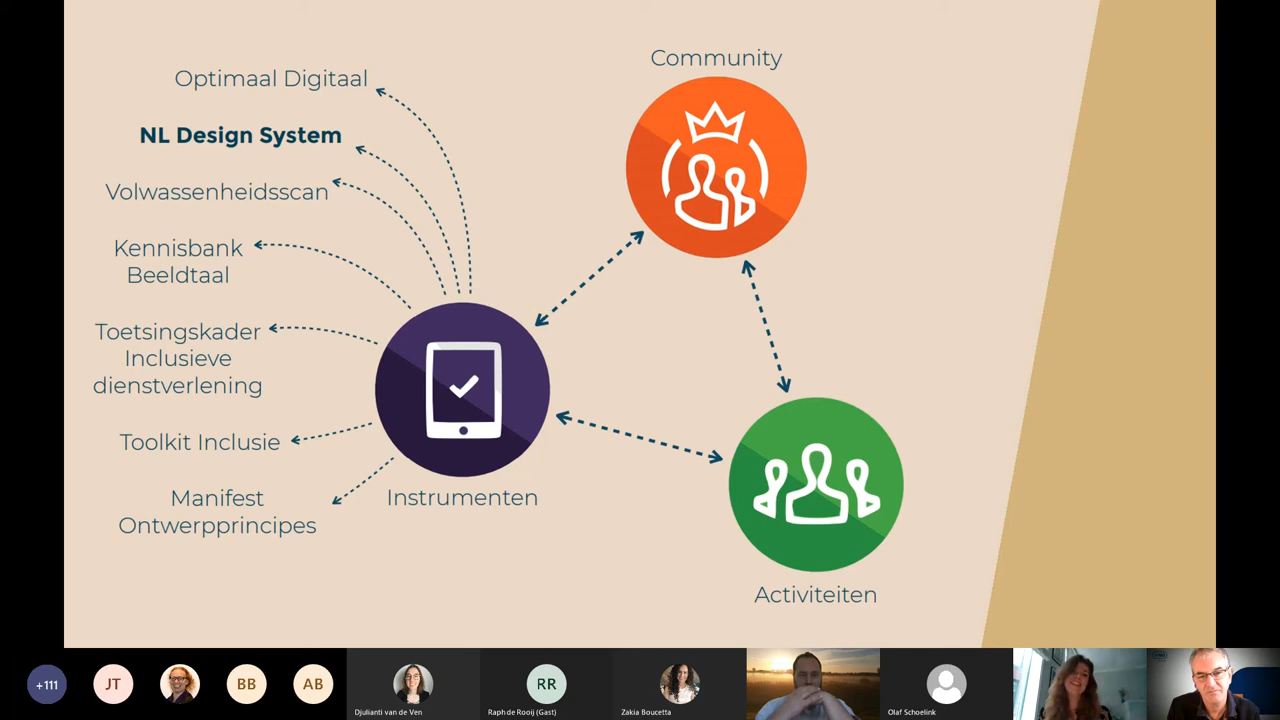 Community
Optimaal Digitaal
NL Design System
Volwassenheidsscan
Kennisbank
Beeldtaal
Toetsingskader
Inclusieve
dienstverlening
Toolkit Inclusie
Manifest
Ontwerpprincipes
Instrumenten
Activiteiten
+111
JT
BB
AB
RR
Djulianti van de Ven
Raph de Rooij (Gast)
Zakia Boucetta
Olaf Schoelink